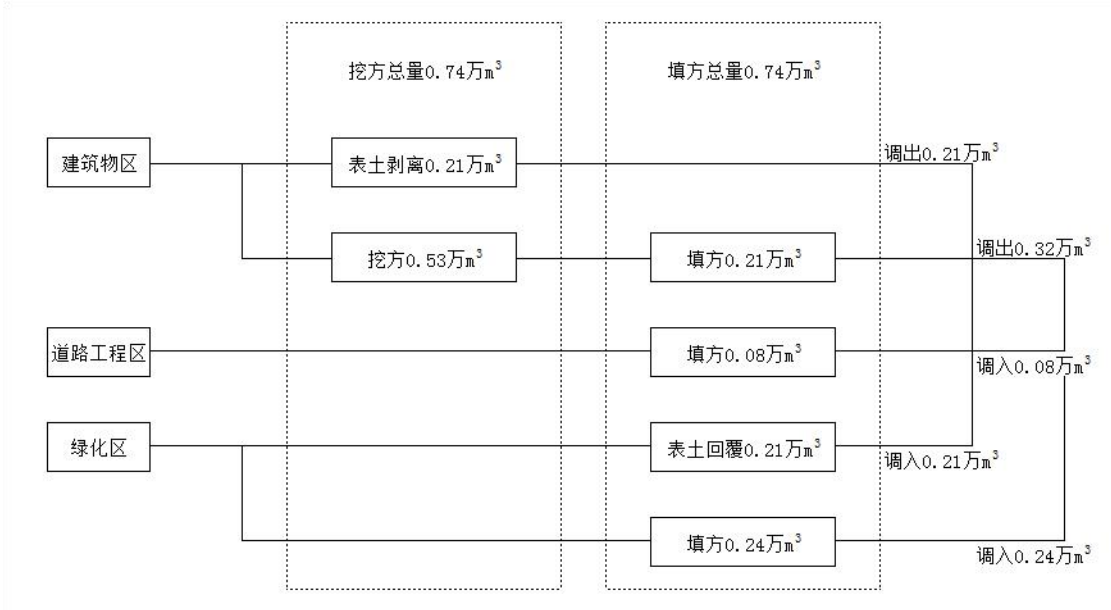 挖方总量0.74万m³
填方总量0.74万m³
建筑物区
表土剥离0.21万m³
调出0.21万m³
挖方0.53万m³
填方0.21万m³
调出0.32万m³
道路工程区
填方0.08万m³
调入0.08万m³
绿化区
表土回覆0.21万m³
调入0.21万m³
填方0.24万m³
调入0.24万m³